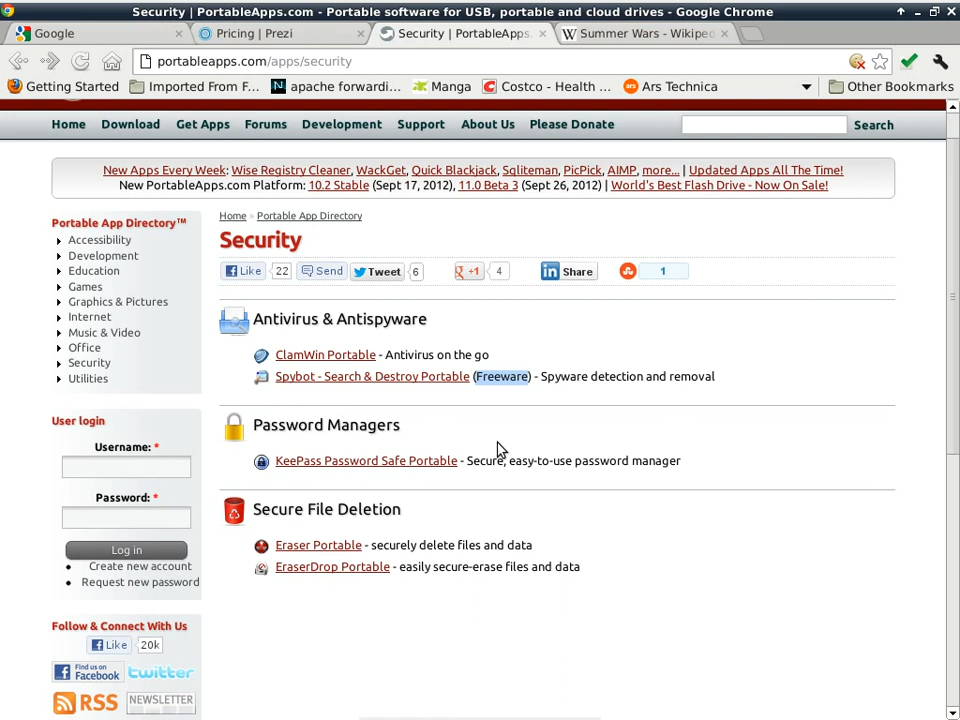 Security | PortableApps.com - Portable software for USB, portable and cloud drives - Google Chrome
Google
Pricing | Prezi
Security | PortableApps.
Summer Wars - Wikiped
portableapps.com/apps/security
Getting Started
Imported From F...
apache forwardi...
Manga
Costco - Health ...
Ars Technica
Other Bookmarks
Home Download Get Apps Forums Development Support About Us Please Donate Search
New Apps Every Week: Wise Registry Cleaner, WackGet, Quick Blackjack, Sqliteman, PicPick, AIMP, more... | Updated Apps All The Time!
New PortableApps.com Platform: 10.2 Stable (Sept 17, 2012), 11.0 Beta 3 (Sept 26, 2012) | World's Best Flash Drive - Now On Sale!
Portable App Directory™
Accessibility
Development
Education
Games
Graphics & Pictures
Internet
Music & Video
Office
Security
Utilities
User login
Username: *
Password: *
Log in
Create new account
Request new password
Follow & Connect With Us
Like 20k
Find us on Facebook
twitter
RSS
NEWSLETTER
Home » Portable App Directory
Security
Like 22 Send Tweet 6 +1 4 in Share 1
Antivirus & Antispyware
ClamWin Portable - Antivirus on the go
Spybot - Search & Destroy Portable (Freeware) - Spyware detection and removal
Password Managers
KeePass Password Safe Portable - Secure, easy-to-use password manager
Secure File Deletion
Eraser Portable - securely delete files and data
EraserDrop Portable - easily secure-erase files and data